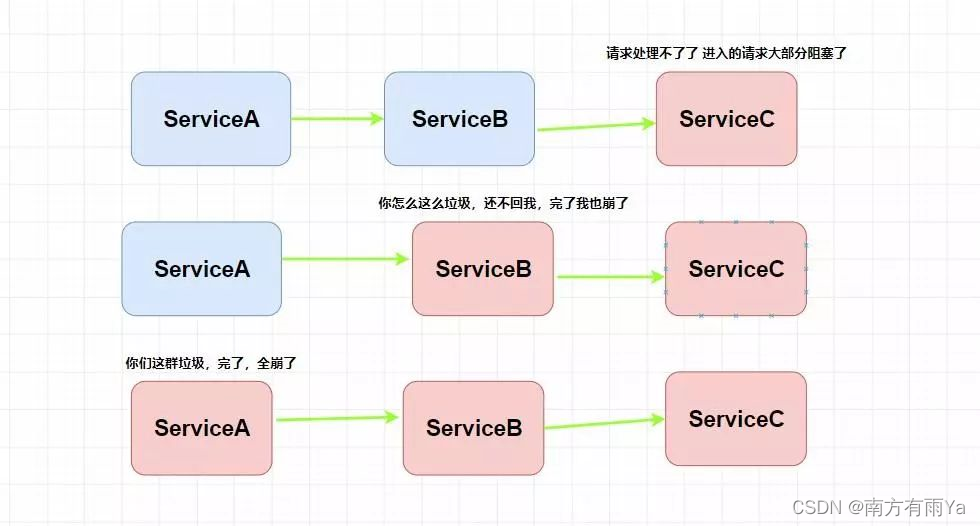 请求处理不了了 进入的请求大部分阻塞了
ServiceA
ServiceB
ServiceC
你怎么这么垃圾，还不回我，完了我也崩了
ServiceA
ServiceB
ServiceC
你们这群垃圾，完了，全崩了
ServiceA
ServiceB
ServiceC
CSDN @南方有雨Ya